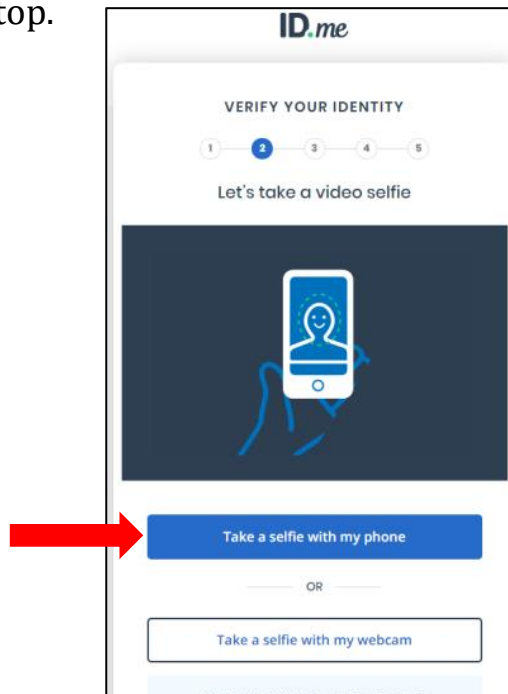 top.
ID.me
VERIFY YOUR IDENTITY
1 2 3 4 5
Let's take a video selfie
Take a selfie with my phone
OR
Take a selfie with my webcam